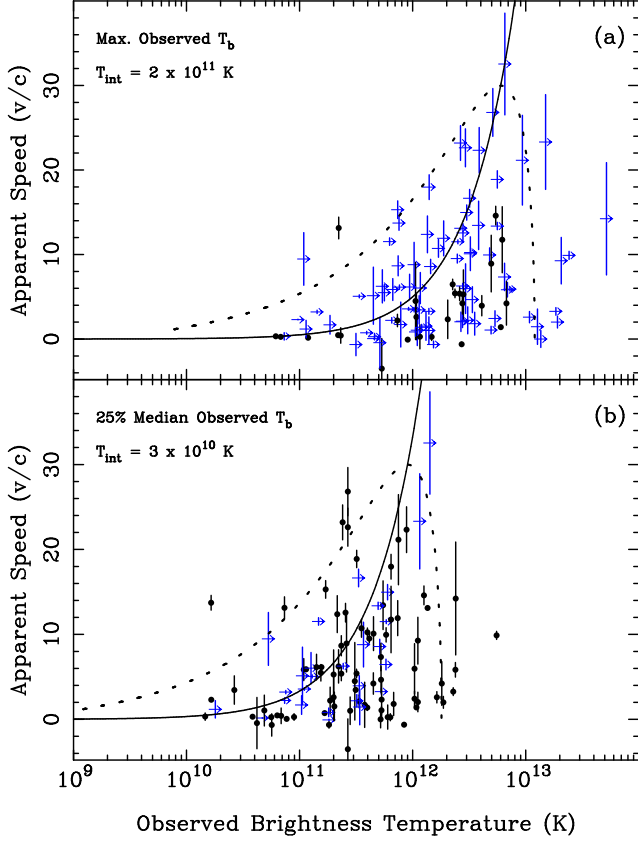 Max. Observed T_b
(a)
T_int = 2 x 10^11 K
30
20
10
0
Apparent Speed (v/c)
25% Median Observed T_b
(b)
T_int = 3 x 10^10 K
30
20
10
0
Apparent Speed (v/c)
10^9 10^10 10^11 10^12 10^13
Observed Brightness Temperature (K)